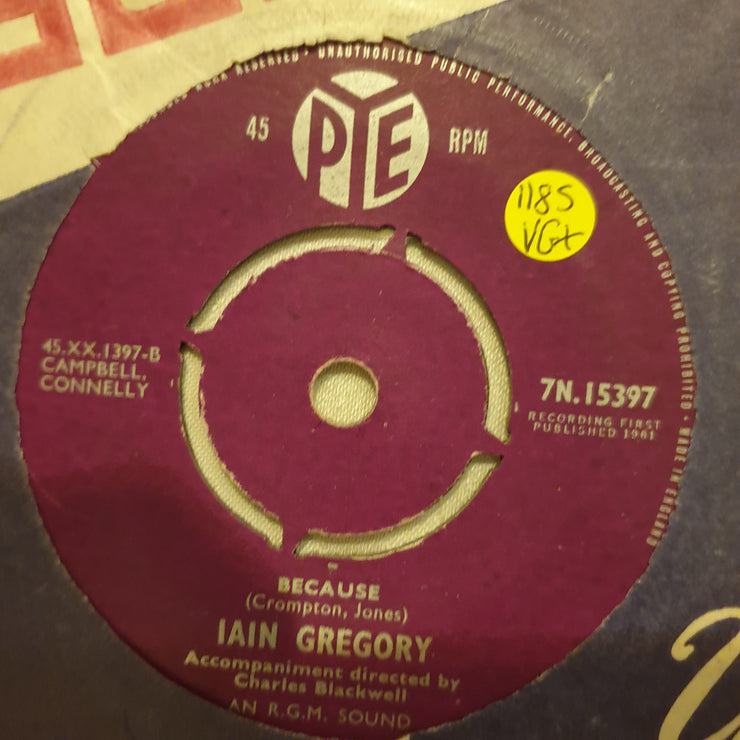 RESERVED • UNAUTHORISED PUBLIC PERFORMANCE, BROADCASTING AND COPYING PROHIBITED • MADE IN ENGLAND
45
PYE
RPM
1185
VG+
45.XX.1397-B
CAMPBELL,
CONNELLY
7N.15397
RECORDING FIRST
PUBLISHED 1961
BECAUSE
(Crompton, Jones)
IAIN GREGORY
Accompaniment directed by
Charles Blackwell
AN R.G.M. SOUND